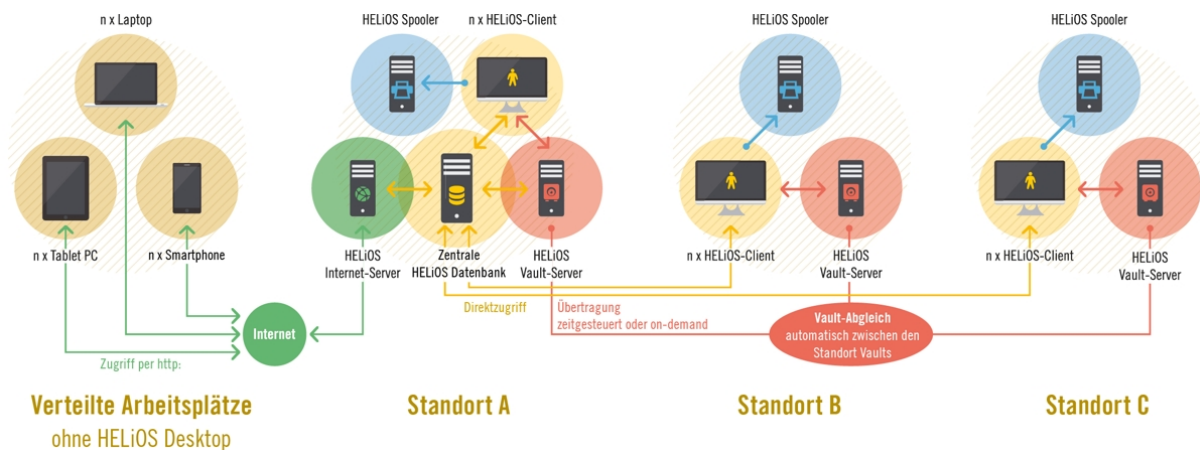 n x Laptop
n x Tablet PC
n x Smartphone
Internet
Zugriff per http:
Verteilte Arbeitsplätze
ohne HELiOS Desktop
HELiOS Spooler
n x HELiOS-Client
HELiOS
Internet-Server
Zentrale
HELiOS Datenbank
HELiOS
Vault-Server
Direktzugriff
Übertragung
zeitgesteuert oder on-demand
Standort A
HELiOS Spooler
n x HELiOS-Client
HELiOS
Vault-Server
Vault-Abgleich
automatisch zwischen den
Standort Vaults
Standort B
HELiOS Spooler
n x HELiOS-Client
HELiOS
Vault-Server
Standort C